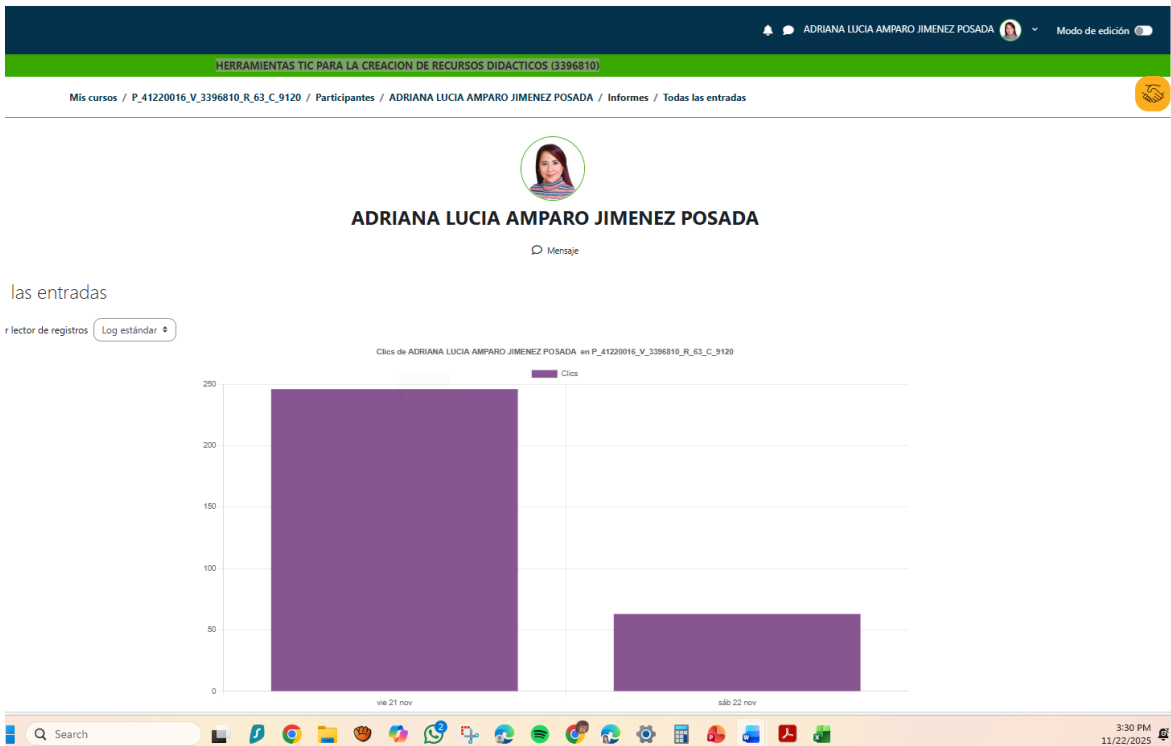 ADRIANA LUCIA AMPARO JIMENEZ POSADA
Modo de edición
HERRAMIENTAS TIC PARA LA CREACION DE RECURSOS DIDACTICOS (3396810)
Mis cursos / P_41220016_V_3396810_R_63_C_9120 / Participantes / ADRIANA LUCIA AMPARO JIMENEZ POSADA / Informes / Todas las entradas
ADRIANA LUCIA AMPARO JIMENEZ POSADA
Mensaje
las entradas
r lector de registros Log estándar
Clics de ADRIANA LUCIA AMPARO JIMENEZ POSADA en P_41220016_V_3396810_R_63_C_9120
Clics
250
200
150
100
50
0
vie 21 nov
sáb 22 nov
Search
2
3:30 PM
11/22/2025